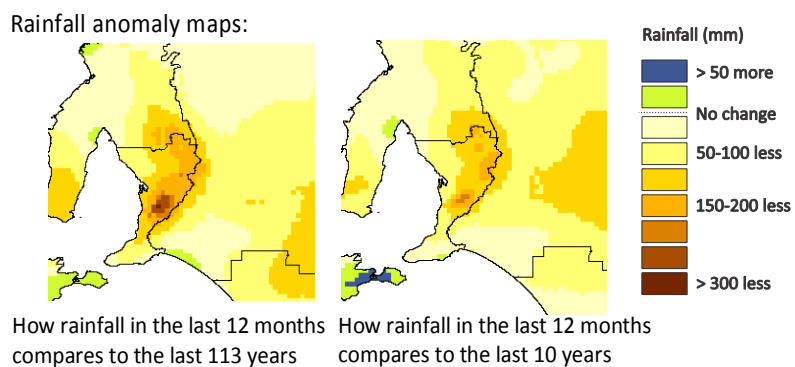 Rainfall anomaly maps:
Rainfall (mm)
> 50 more
No change
50-100 less
150-200 less
> 300 less
How rainfall in the last 12 months
compares to the last 113 years
How rainfall in the last 12 months
compares to the last 10 years